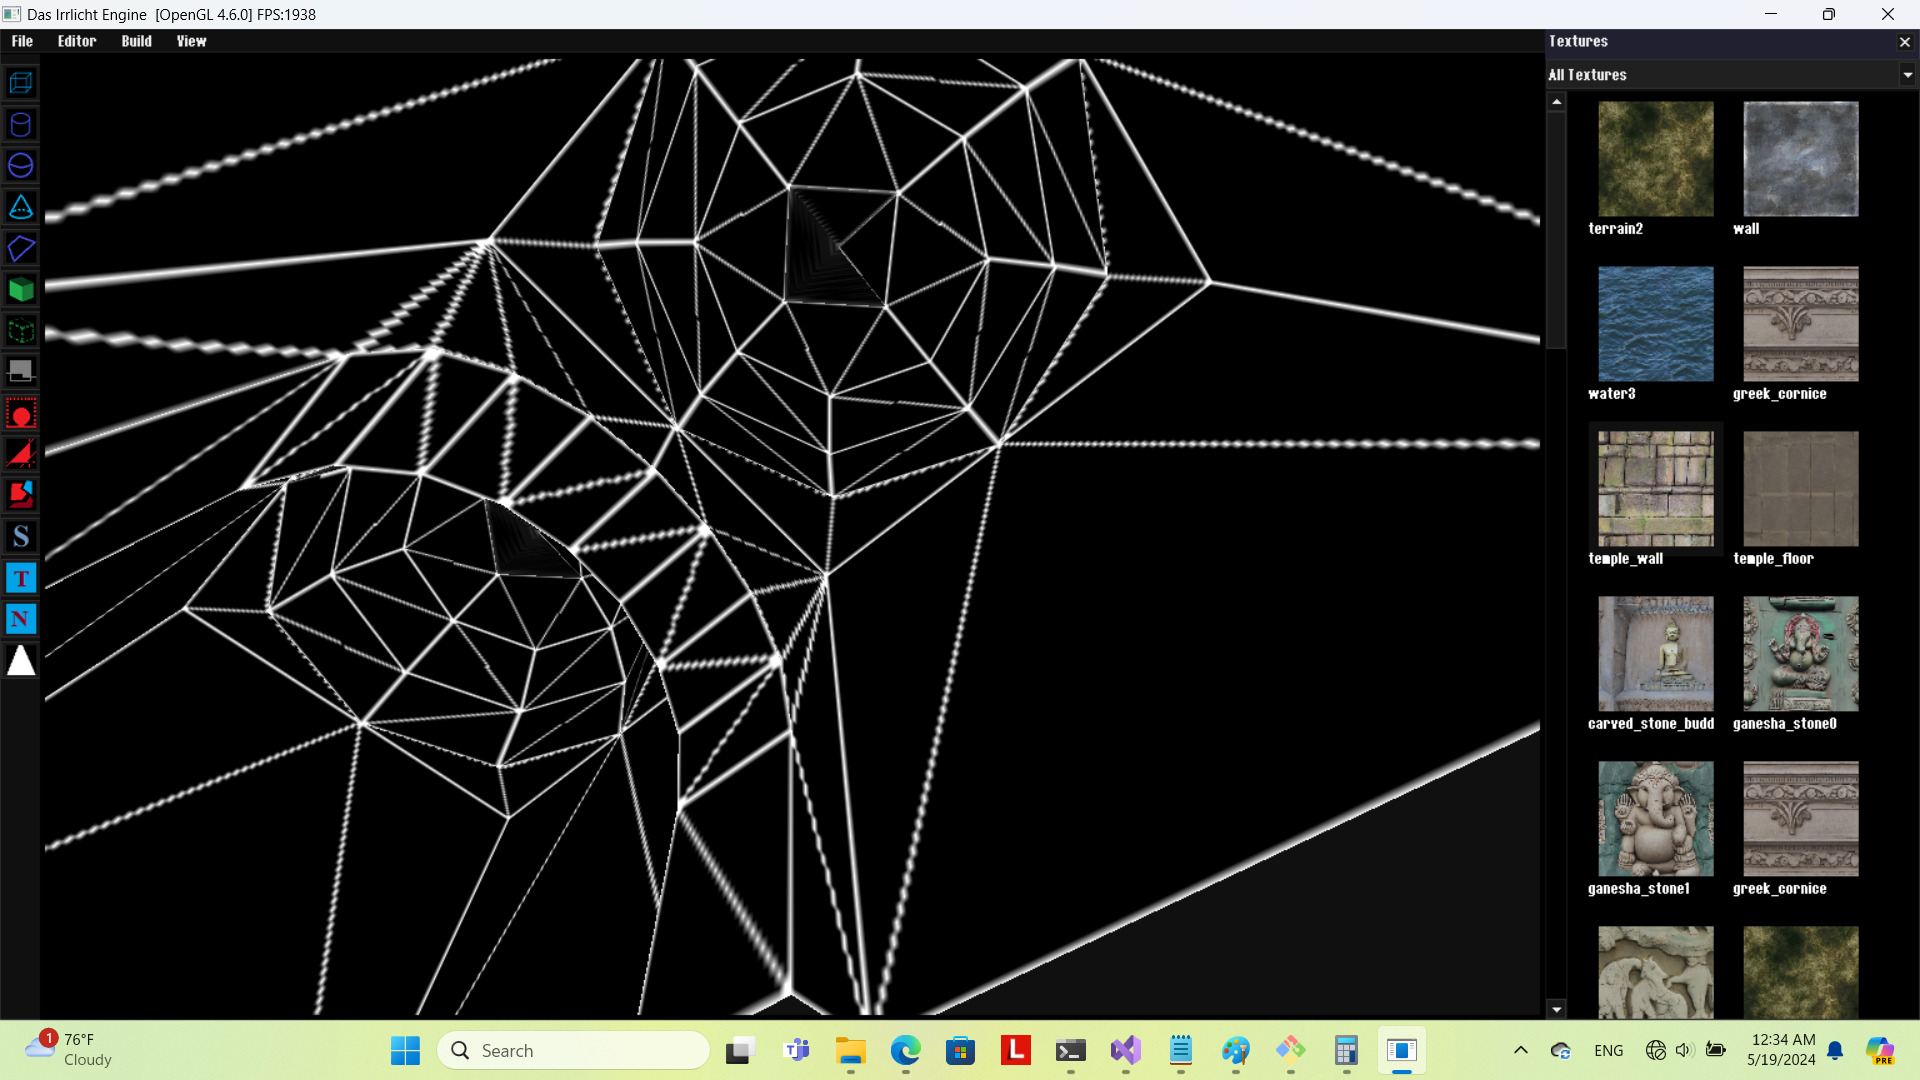 Das Irrlicht Engine [OpenGL 4.6.0] FPS:1938
File Editor Build View
Textures
All Textures
terrain2 wall
water3 greek_cornice
temple_wall temple_floor
carved_stone_budd ganesha_stone0
ganesha_stone1 greek_cornice
S
T
N
1
76°F
Cloudy
Search
T
L
ENG
12:34 AM
5/19/2024
PRE